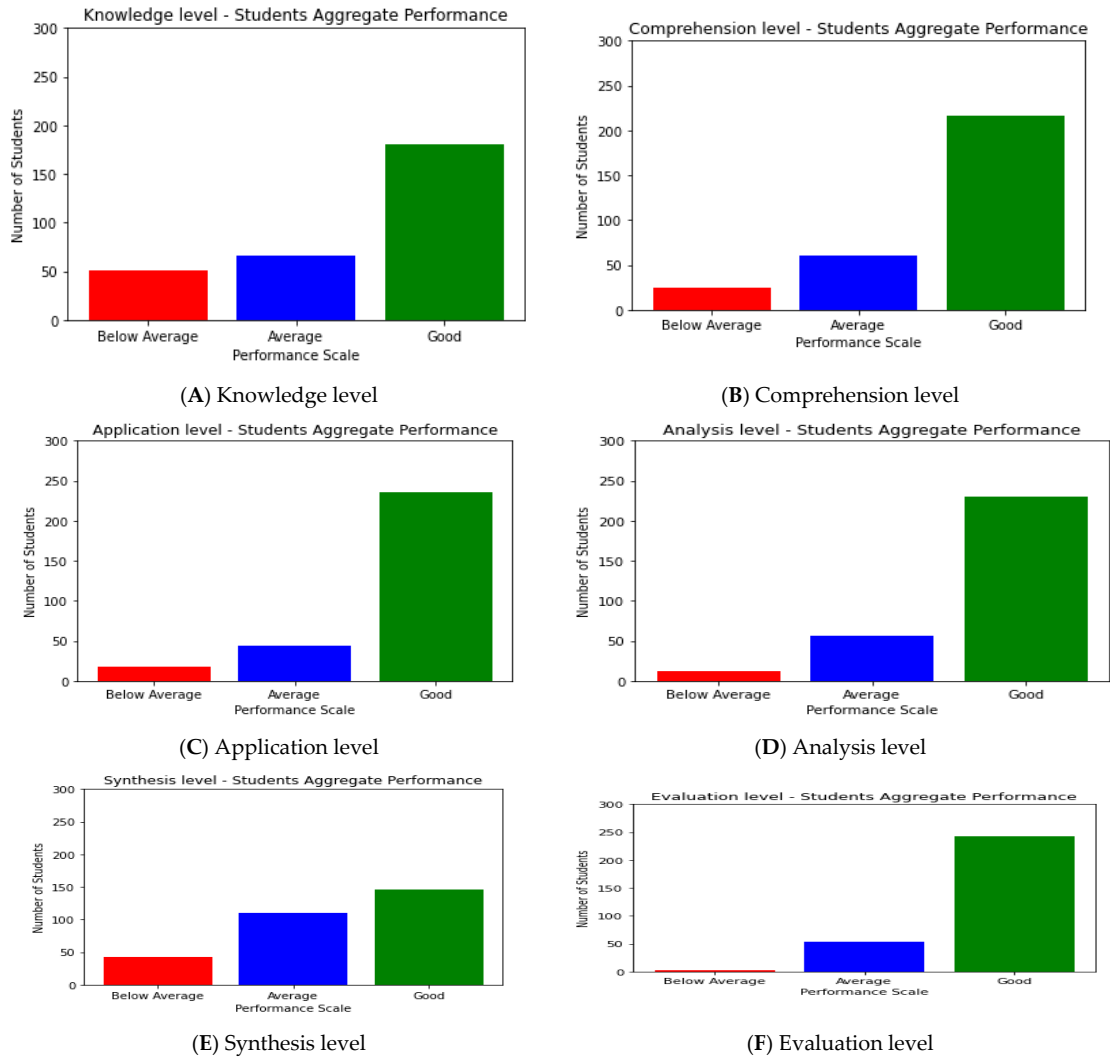 Knowledge level - Students Aggregate Performance
300
250
200
150
100
50
0
Number of Students
Below Average Average Good
Performance Scale
(A) Knowledge level
Comprehension level - Students Aggregate Performance
300
250
200
150
100
50
0
Number of Students
Below Average Average Good
Performance Scale
(B) Comprehension level
Application level - Students Aggregate Performance
300
250
200
150
100
50
0
Number of Students
Below Average Average Good
Performance Scale
(C) Application level
Analysis level - Students Aggregate Performance
300
250
200
150
100
50
0
Number of Students
Below Average Average Good
Performance Scale
(D) Analysis level
Synthesis level - Students Aggregate Performance
300
250
200
150
100
50
0
Number of Students
Below Average Average Good
Performance Scale
(E) Synthesis level
Evaluation level - Students Aggregate Performance
300
250
200
150
100
50
0
Number of Students
Below Average Average Good
Performance Scale
(F) Evaluation level